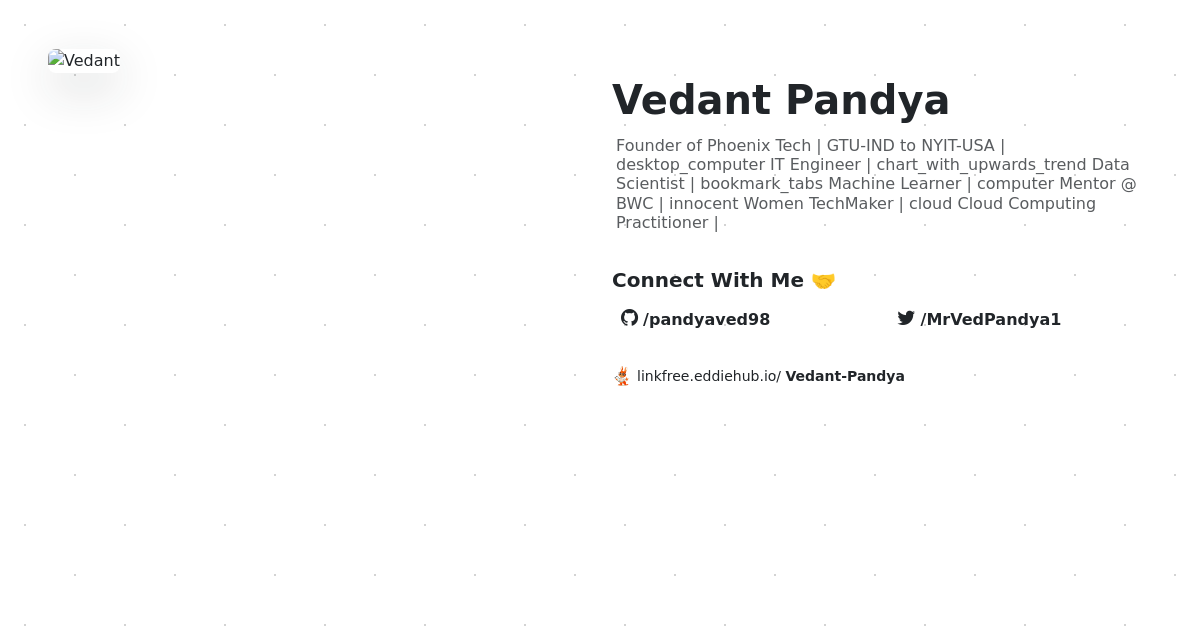 Vedant
Vedant Pandya
Founder of Phoenix Tech | GTU-IND to NYIT-USA |
desktop_computer IT Engineer | chart_with_upwards_trend Data
Scientist | bookmark_tabs Machine Learner | computer Mentor @
BWC | innocent Women TechMaker | cloud Cloud Computing
Practitioner |
Connect With Me 🤝
/pandyaved98
/MrVedPandya1
linkfree.eddiehub.io/ Vedant-Pandya